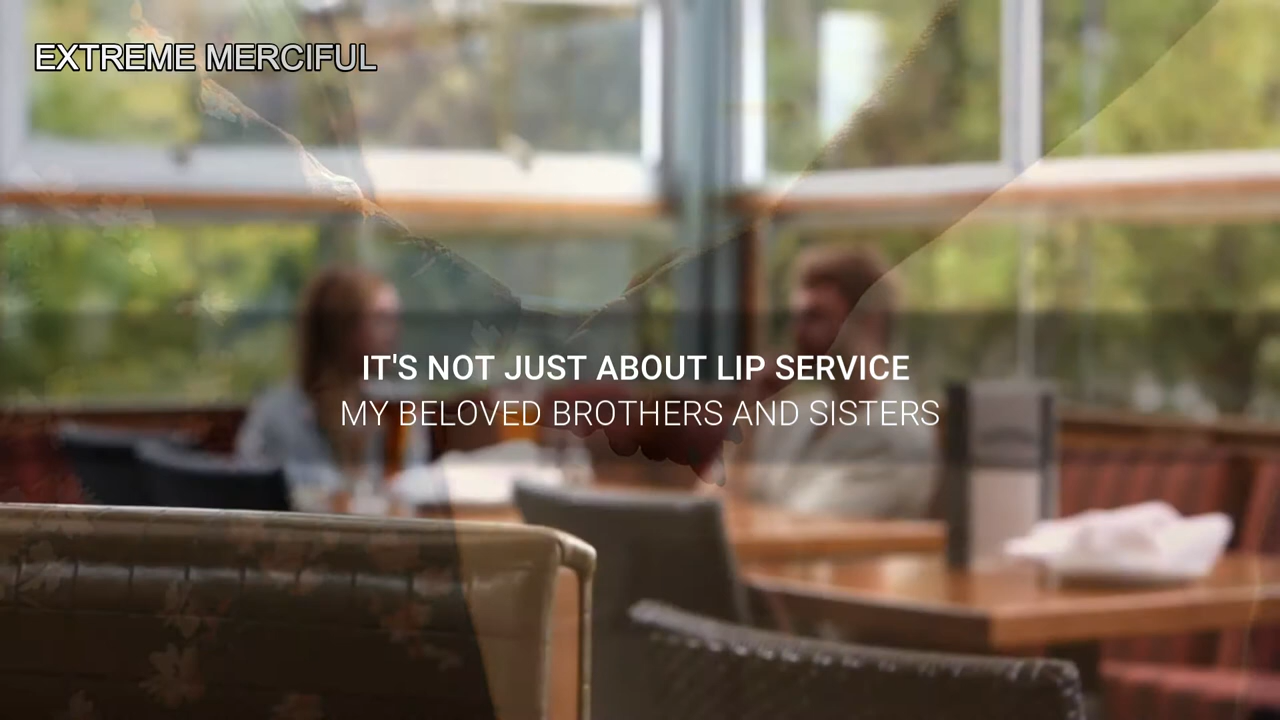 EXTREME MERCIFUL
IT'S NOT JUST ABOUT LIP SERVICE
MY BELOVED BROTHERS AND SISTERS